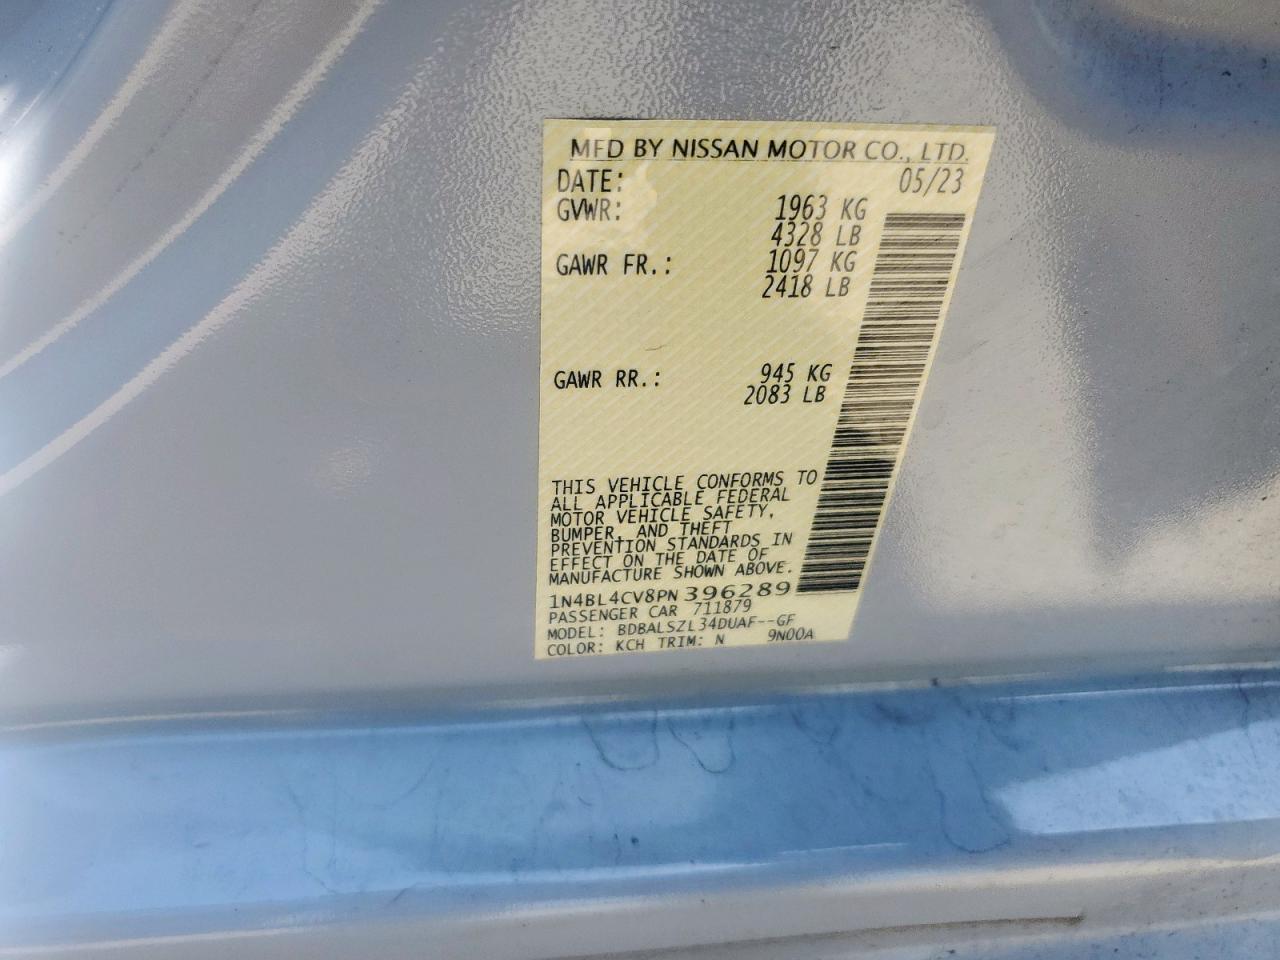 MFD BY NISSAN MOTOR CO., LTD.
DATE: 05/23
GVWR: 1963 KG
4328 LB
GAWR FR.: 1097 KG
2418 LB
GAWR RR.: 945 KG
2083 LB
THIS VEHICLE CONFORMS TO
ALL APPLICABLE FEDERAL
MOTOR VEHICLE SAFETY,
BUMPER, AND THEFT
PREVENTION STANDARDS IN
EFFECT ON THE DATE OF
MANUFACTURE SHOWN ABOVE.
1N4BL4CV8PN396289
PASSENGER CAR 711879
MODEL: BDBALSZL34DUAF--GF
COLOR: KCH TRIM: N 9N00A